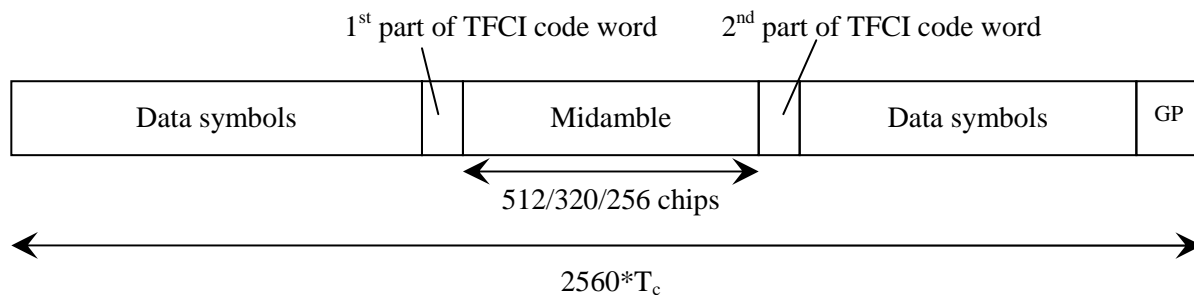 1st part of TFCI code word
2nd part of TFCI code word
Data symbols
Midamble
Data symbols
GP
512/320/256 chips
2560*Tc